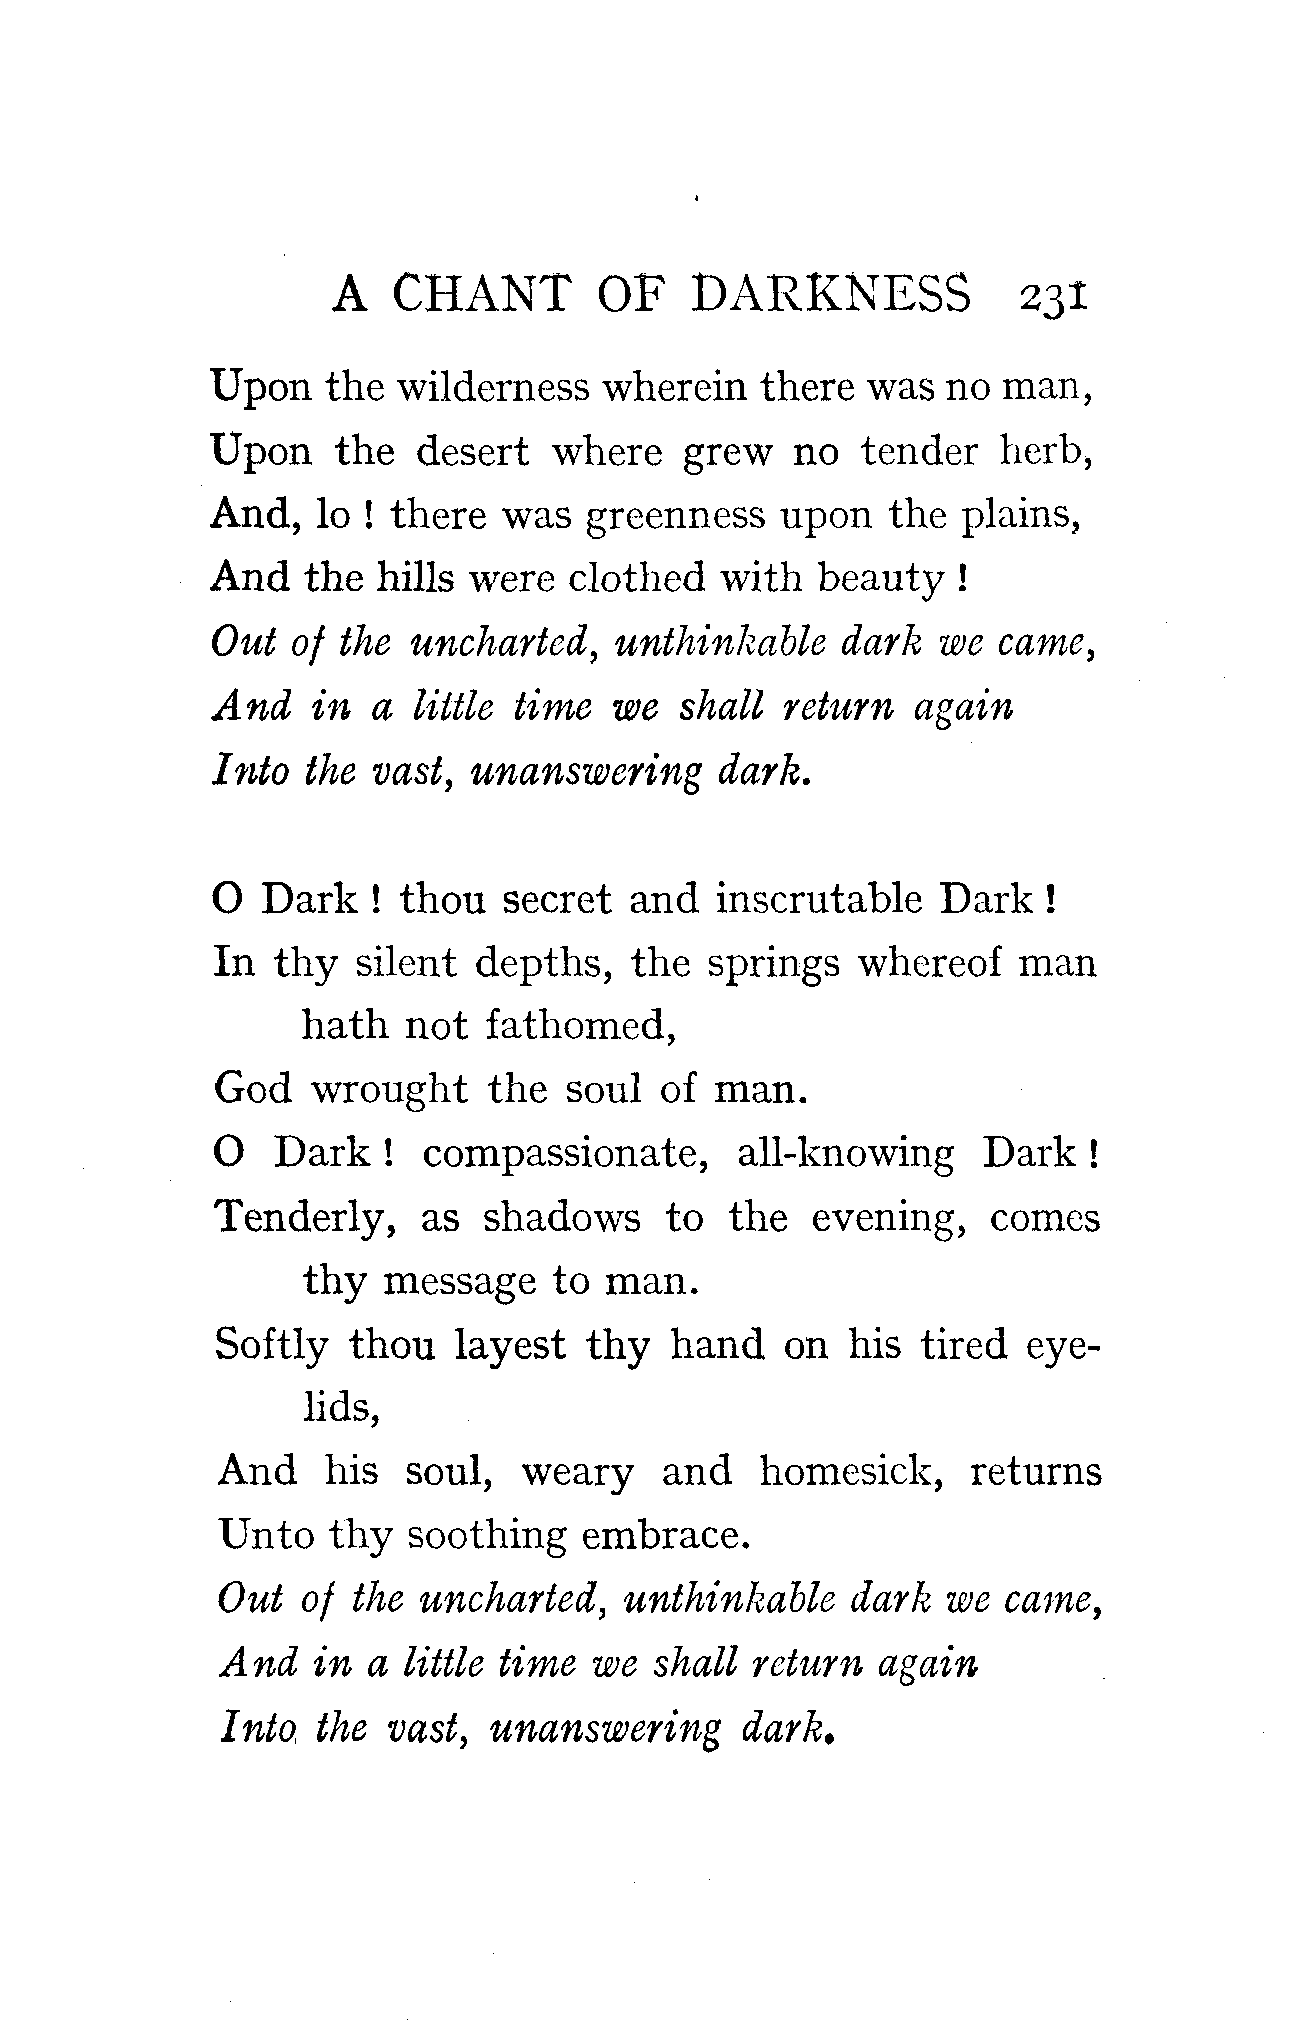 A CHANT OF DARKNESS 231
Upon the wilderness wherein there was no man,
Upon the desert where grew no tender herb,
And, lo ! there was greenness upon the plains,
And the hills were clothed with beauty !
Out of the uncharted, unthinkable dark we came,
And in a little time we shall return again
Into the vast, unanswering dark.
O Dark ! thou secret and inscrutable Dark !
In thy silent depths, the springs whereof man
hath not fathomed,
God wrought the soul of man.
O Dark ! compassionate, all-knowing Dark !
Tenderly, as shadows to the evening, comes
thy message to man.
Softly thou layest thy hand on his tired eye-
lids,
And his soul, weary and homesick, returns
Unto thy soothing embrace.
Out of the uncharted, unthinkable dark we came,
And in a little time we shall return again
Into the vast, unanswering dark.